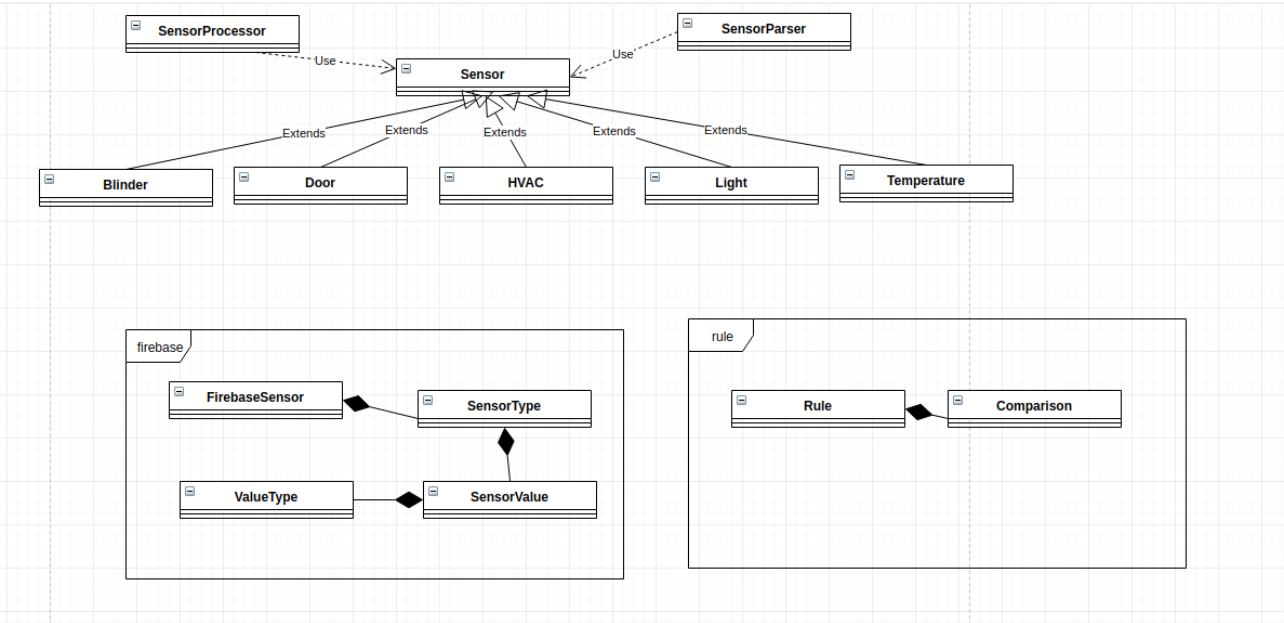 SensorProcessor
SensorParser
Use
Use
Sensor
Extends
Extends
Extends
Extends
Extends
Blinder
Door
HVAC
Light
Temperature
firebase
rule
FirebaseSensor
SensorType
Rule
Comparison
ValueType
SensorValue